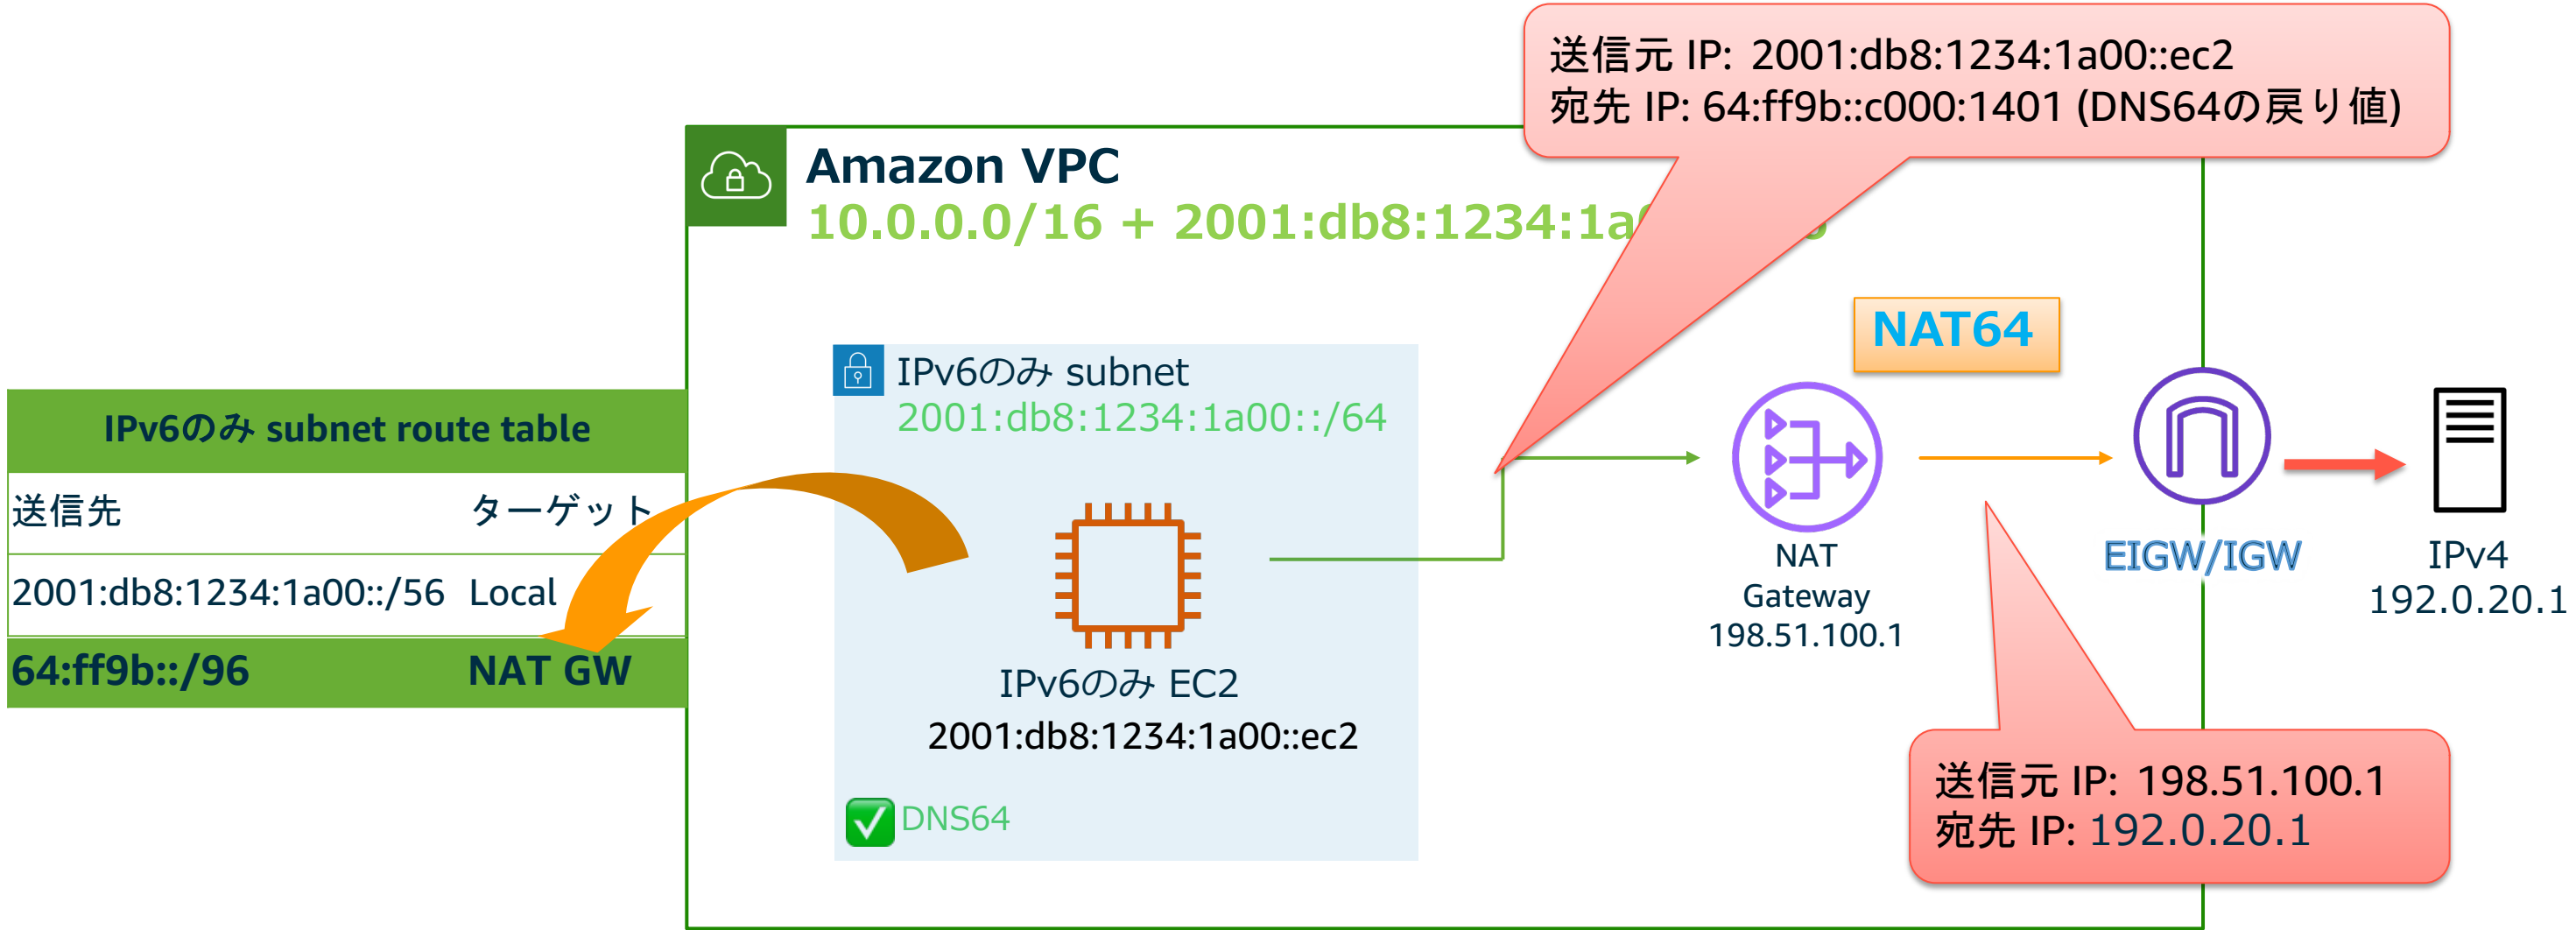 送信元 IP: 2001:db8:1234:1a00::ec2
宛先 IP: 64:ff9b::c000:1401 (DNS64の戻り値)
Amazon VPC
10.0.0.0/16 + 2001:db8:1234:1a
NAT64
IPv6のみ subnet
2001:db8:1234:1a00::/64
IPv6のみ subnet route table
送信先 ターゲット
2001:db8:1234:1a00::/56 Local
64:ff9b::/96 NAT GW
IPv6のみ EC2
2001:db8:1234:1a00::ec2
DNS64
NAT
Gateway
198.51.100.1
EIGW/IGW
IPv4
192.0.20.1
送信元 IP: 198.51.100.1
宛先 IP: 192.0.20.1